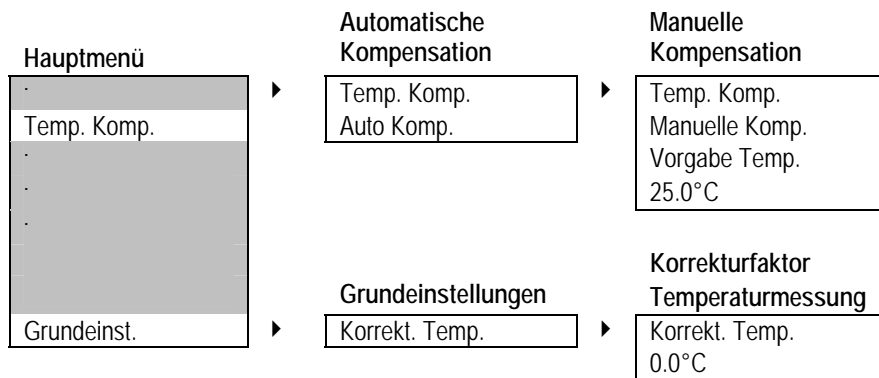 Hauptmenü
.
Temp. Komp.
.
.
.
Grundeinst.
Automatische
Kompensation
Temp. Komp.
Auto Komp.
Manuelle
Kompensation
Temp. Komp.
Manuelle Komp.
Vorgabe Temp.
25.0°C
Grundeinstellungen
Korrekt. Temp.
Korrekturfaktor
Temperaturmessung
Korrekt. Temp.
0.0°C